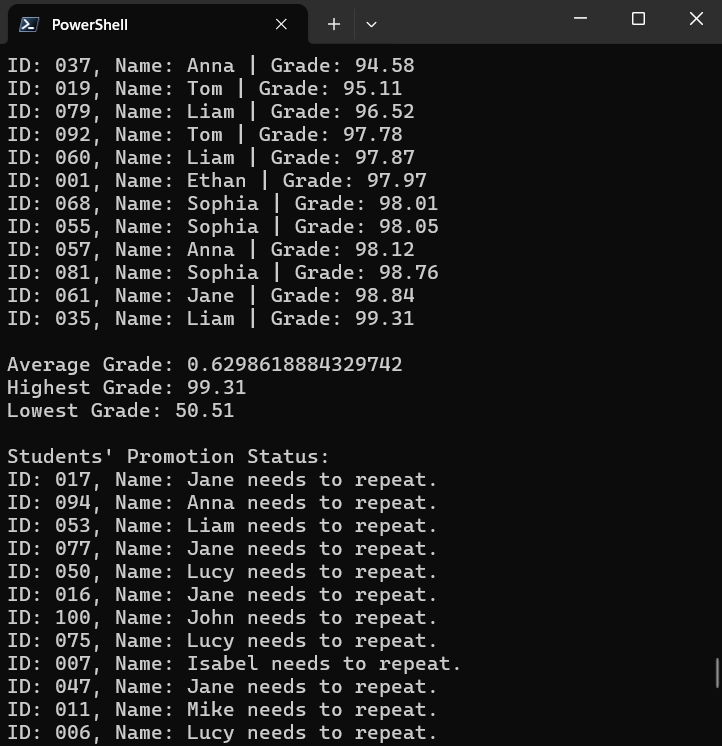 PowerShell
ID: 037, Name: Anna | Grade: 94.58
ID: 019, Name: Tom | Grade: 95.11
ID: 079, Name: Liam | Grade: 96.52
ID: 092, Name: Tom | Grade: 97.78
ID: 060, Name: Liam | Grade: 97.87
ID: 001, Name: Ethan | Grade: 97.97
ID: 068, Name: Sophia | Grade: 98.01
ID: 055, Name: Sophia | Grade: 98.05
ID: 057, Name: Anna | Grade: 98.12
ID: 081, Name: Sophia | Grade: 98.76
ID: 061, Name: Jane | Grade: 98.84
ID: 035, Name: Liam | Grade: 99.31
Average Grade: 0.6298618884329742
Highest Grade: 99.31
Lowest Grade: 50.51
Students' Promotion Status:
ID: 017, Name: Jane needs to repeat.
ID: 094, Name: Anna needs to repeat.
ID: 053, Name: Liam needs to repeat.
ID: 077, Name: Jane needs to repeat.
ID: 050, Name: Lucy needs to repeat.
ID: 016, Name: Jane needs to repeat.
ID: 100, Name: John needs to repeat.
ID: 075, Name: Lucy needs to repeat.
ID: 007, Name: Isabel needs to repeat.
ID: 047, Name: Jane needs to repeat.
ID: 011, Name: Mike needs to repeat.
ID: 006, Name: Lucy needs to repeat.